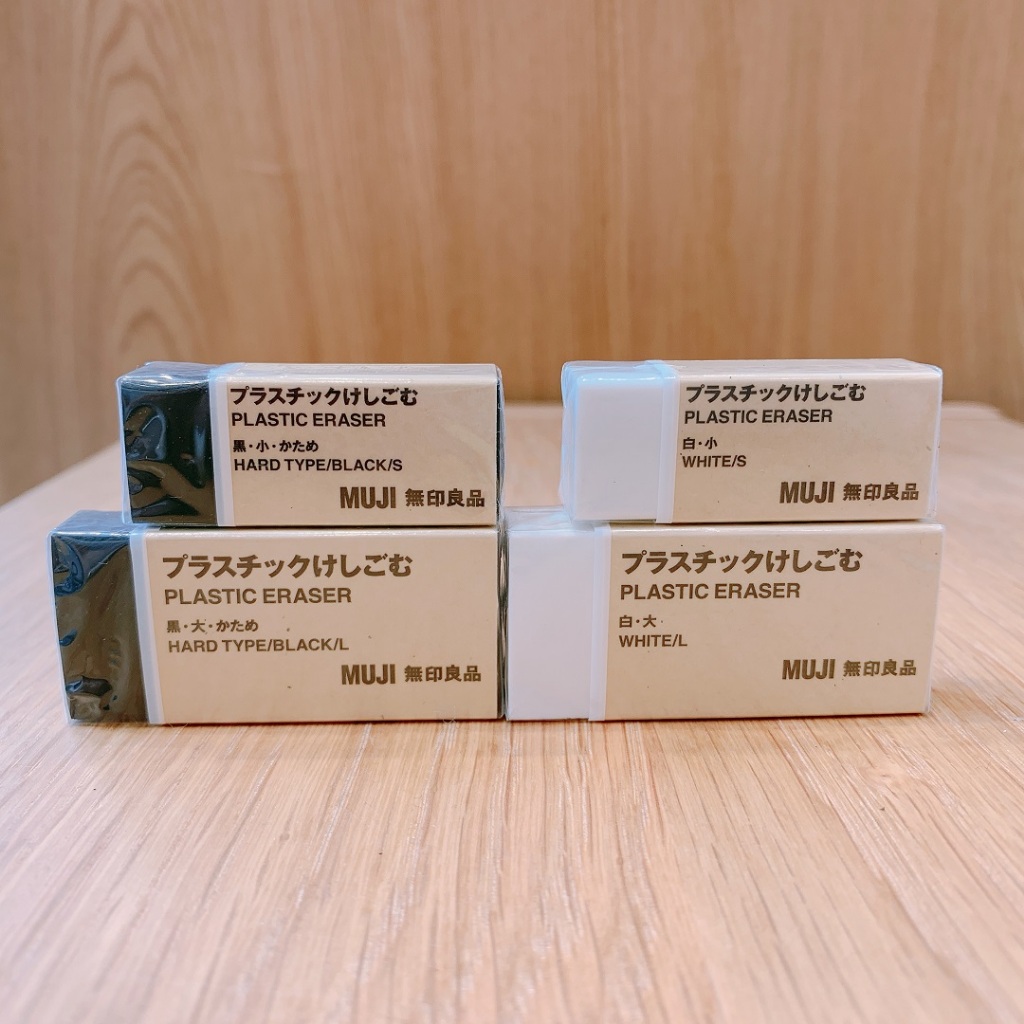 プラスチックけしごむ
PLASTIC ERASER
黒・小・かため
HARD TYPE/BLACK/S
MUJI 無印良品
プラスチックけしごむ
PLASTIC ERASER
白・小
WHITE/S
MUJI 無印良品
プラスチックけしごむ
PLASTIC ERASER
黒・大・かため
HARD TYPE/BLACK/L
MUJI 無印良品
プラスチックけしごむ
PLASTIC ERASER
白・大
WHITE/L
MUJI 無印良品